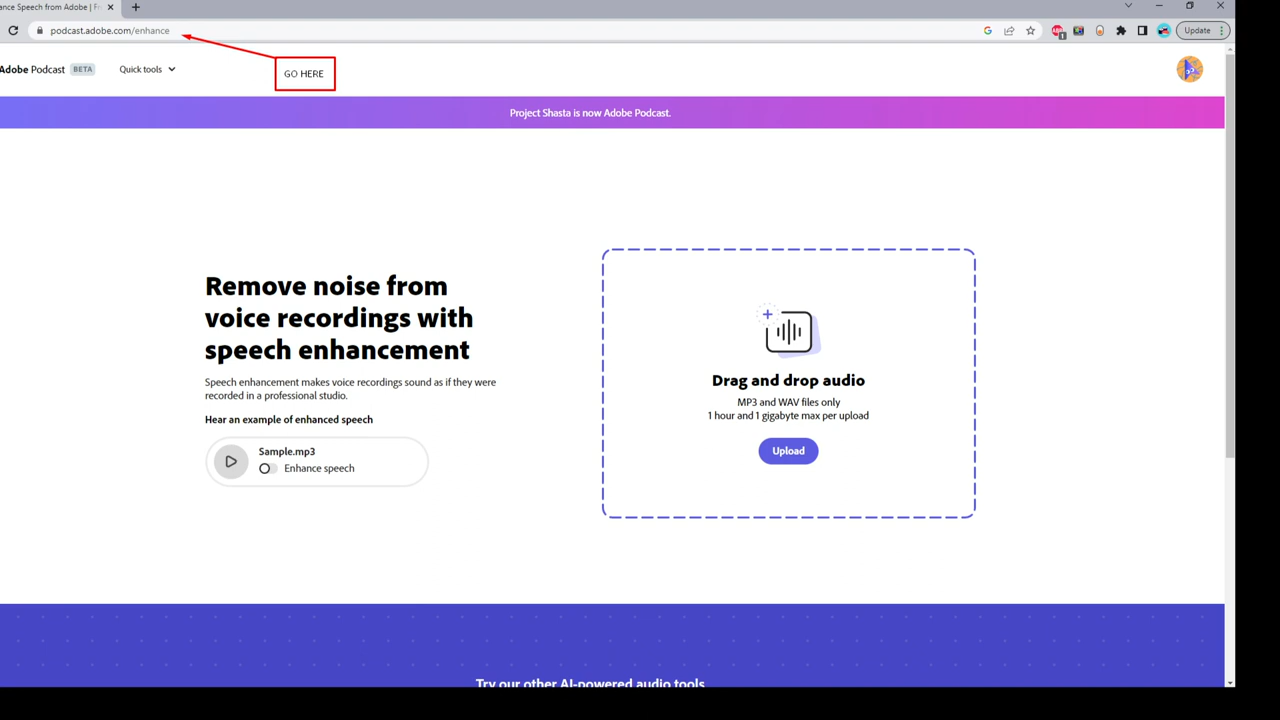 ance Speech from Adobe | Fr
podcast.adobe.com/enhance
Update
Adobe Podcast BETA
Quick tools
GO HERE
Project Shasta is now Adobe Podcast.
Remove noise from
voice recordings with
speech enhancement
Speech enhancement makes voice recordings sound as if they were
recorded in a professional studio.
Hear an example of enhanced speech
Sample.mp3
Enhance speech
Drag and drop audio
MP3 and WAV files only
1 hour and 1 gigabyte max per upload
Upload
Try our other AI-powered audio tools